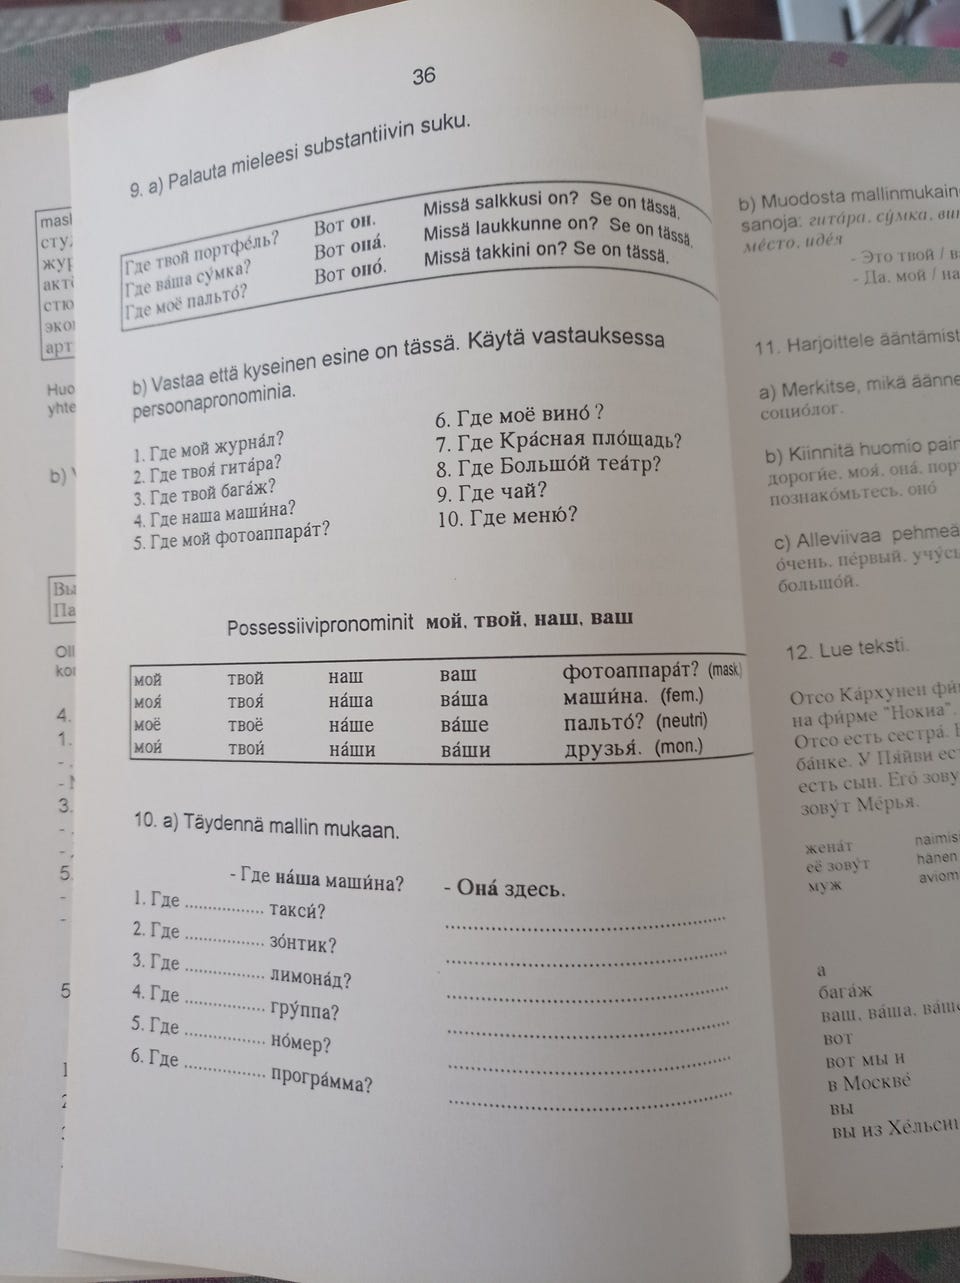 36
9. a) Palauta mieleesi substantiivin suku.
Где твой портфе́ль? Вот он. Missä salkkusi on? Se on tässä.
Где ва́ша су́мка? Вот она́. Missä laukkunne on? Se on tässä.
Где моё пальто́? Вот оно́. Missä takkini on? Se on tässä.
b) Vastaa että kyseinen esine on tässä. Käytä vastauksessa
persoonapronominia.
1. Где мой журна́л?
2. Где твоя́ гита́ра?
3. Где твой бага́ж?
4. Где наша маши́на?
5. Где мой фотоаппара́т?
6. Где моё вино́ ?
7. Где Кра́сная пло́щадь?
8. Где Большо́й теа́тр?
9. Где чай?
10. Где меню́?
Possessiivipronominit мой, твой, наш, ваш
мой твой наш ваш фотоаппара́т? (mask.)
моя́ твоя́ на́ша ва́ша маши́на. (fem.)
моё твоё на́ше ва́ше пальто́? (neutri)
мои́ твои́ на́ши ва́ши друзья́. (mon.)
10. a) Täydennä mallin mukaan.
- Где на́ша маши́на? - Она́ здесь.
1. Где ................ такси́?
2. Где ................ зо́нтик?
3. Где ................ лимона́д?
4. Где ................ гру́ппа?
5. Где ................ но́мер?
6. Где ................ програ́мма?
b) Muodosta mallinmukain
sanoja: гита́ра, су́мка,
ме́сто, иде́я
- Это твой /
- Да, мой /
11. Harjoittele ääntämist
a) Merkitse, mikä äänne
социо́лог.
b) Kiinnitä huomio
дороги́е, моя́, она́,
познако́мьтесь, оно́
c) Alleviivaa pehmeä
о́чень, пе́рвый,
большо́й.
12. Lue teksti.
Отсо Ка́рхунен
на фи́рме "Нокиа".
Отсо есть сестра́.
ба́нке. У Пя́йви
есть сын. Его́ зову
зову́т Ме́рья.
жена́т
её зову́т hänen
муж
а
бага́ж
ваш, ва́ша,
вот
вот мы и
в Москве́
вы
вы из